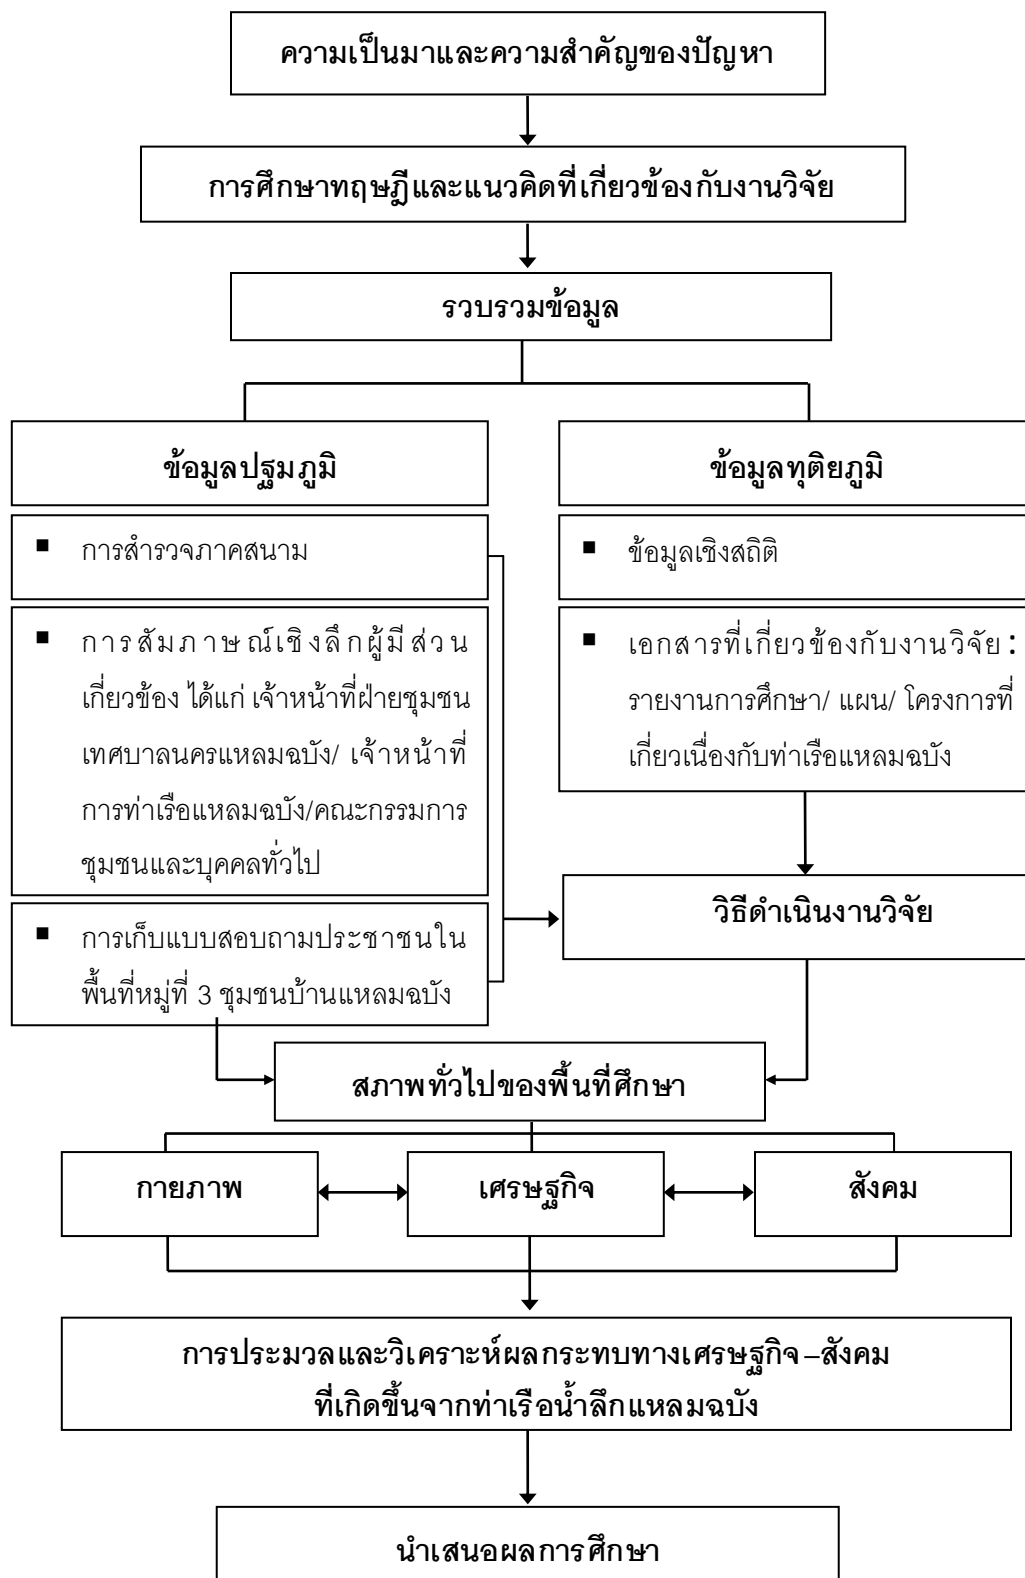 ความเป็นมาและความสำคัญของปัญหา
การศึกษาทฤษฎีและแนวคิดที่เกี่ยวข้องกับงานวิจัย
รวบรวมข้อมูล
ข้อมูลปฐมภูมิ
▪ การสำรวจภาคสนาม
▪ การสัมภาษณ์เชิงลึกผู้มีส่วน
เกี่ยวข้อง ได้แก่ เจ้าหน้าที่ฝ่ายชุมชน
เทศบาลนครแหลมฉบัง/ เจ้าหน้าที่
การท่าเรือแหลมฉบัง/คณะกรรมการ
ชุมชนและบุคคลทั่วไป
▪ การเก็บแบบสอบถามประชาชนใน
พื้นที่หมู่ที่ 3 ชุมชนบ้านแหลมฉบัง
ข้อมูลทุติยภูมิ
▪ ข้อมูลเชิงสถิติ
▪ เอกสารที่เกี่ยวข้องกับงานวิจัย :
รายงานการศึกษา/ แผน/ โครงการที่
เกี่ยวเนื่องกับท่าเรือแหลมฉบัง
วิธีดำเนินงานวิจัย
สภาพทั่วไปของพื้นที่ศึกษา
กายภาพ
เศรษฐกิจ
สังคม
การประมวลและวิเคราะห์ผลกระทบทางเศรษฐกิจ –สังคม
ที่เกิดขึ้นจากท่าเรือน้ำลึกแหลมฉบัง
นำเสนอผลการศึกษา